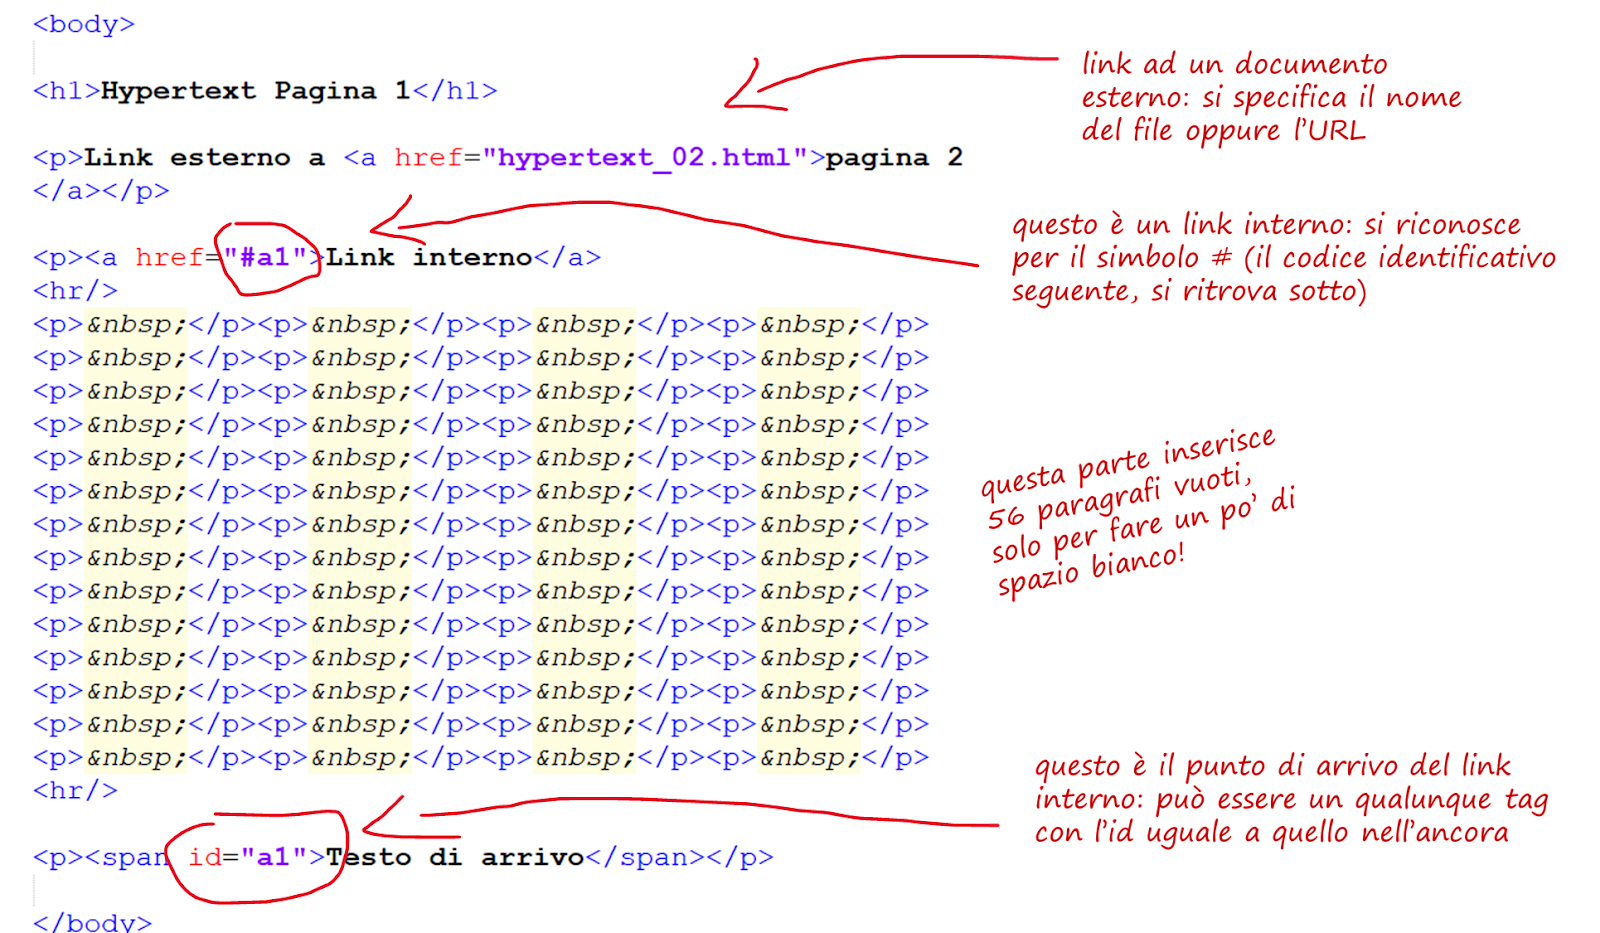 <body>
<h1>Hypertext Pagina 1</h1>
link ad un documento
esterno: si specifica il nome
del file oppure l'URL
<p>Link esterno a <a href="hypertext_02.html">pagina 2
</a></p>
<p><a href="#a1">Link interno</a>
questo è un link interno: si riconosce
per il simbolo # (il codice identificativo
seguente, si ritrova sotto)
<hr/>
<p>&nbsp;</p><p>&nbsp;</p><p>&nbsp;</p><p>&nbsp;</p>
<p>&nbsp;</p><p>&nbsp;</p><p>&nbsp;</p><p>&nbsp;</p>
<p>&nbsp;</p><p>&nbsp;</p><p>&nbsp;</p><p>&nbsp;</p>
<p>&nbsp;</p><p>&nbsp;</p><p>&nbsp;</p><p>&nbsp;</p>
<p>&nbsp;</p><p>&nbsp;</p><p>&nbsp;</p><p>&nbsp;</p>
<p>&nbsp;</p><p>&nbsp;</p><p>&nbsp;</p><p>&nbsp;</p>
<p>&nbsp;</p><p>&nbsp;</p><p>&nbsp;</p><p>&nbsp;</p>
<p>&nbsp;</p><p>&nbsp;</p><p>&nbsp;</p><p>&nbsp;</p>
<p>&nbsp;</p><p>&nbsp;</p><p>&nbsp;</p><p>&nbsp;</p>
<p>&nbsp;</p><p>&nbsp;</p><p>&nbsp;</p><p>&nbsp;</p>
<p>&nbsp;</p><p>&nbsp;</p><p>&nbsp;</p><p>&nbsp;</p>
<p>&nbsp;</p><p>&nbsp;</p><p>&nbsp;</p><p>&nbsp;</p>
<p>&nbsp;</p><p>&nbsp;</p><p>&nbsp;</p><p>&nbsp;</p>
<p>&nbsp;</p><p>&nbsp;</p><p>&nbsp;</p><p>&nbsp;</p>
questa parte inserisce
56 paragrafi vuoti,
solo per fare un po' di
spazio bianco!
<hr/>
questo è il punto di arrivo del link
interno: può essere un qualunque tag
con l'id uguale a quello nell'ancora
<p><span id="a1">Testo di arrivo</span></p>
</body>